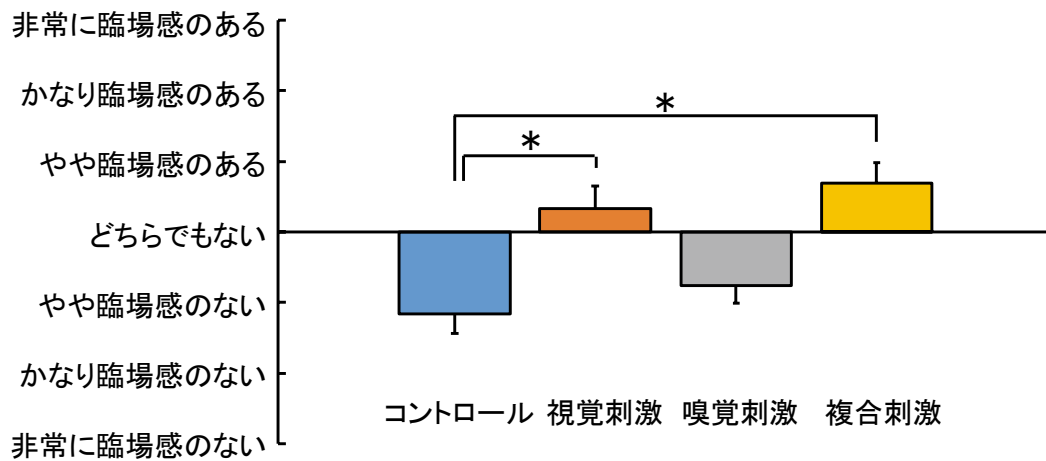 非常に臨場感のある
かなり臨場感のある
やや臨場感のある
どちらでもない
やや臨場感のない
かなり臨場感のない
非常に臨場感のない
*
*
コントロール 視覚刺激 嗅覚刺激 複合刺激